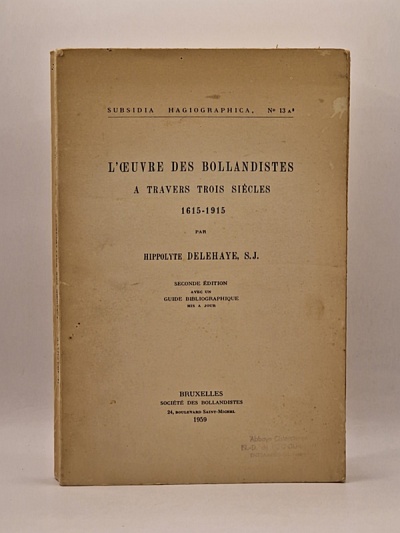 SUBSIDIA HAGIOGRAPHICA, Nº 13 A²
L'ŒUVRE DES BOLLANDISTES
A TRAVERS TROIS SIÈCLES
1615-1915
PAR
HIPPOLYTE DELEHAYE, S.J.
SECONDE ÉDITION
AVEC UN
GUIDE BIBLIOGRAPHIQUE
MIS A JOUR
BRUXELLES
SOCIÉTÉ DES BOLLANDISTES
24, BOULEVARD SAINT-MICHEL
1959